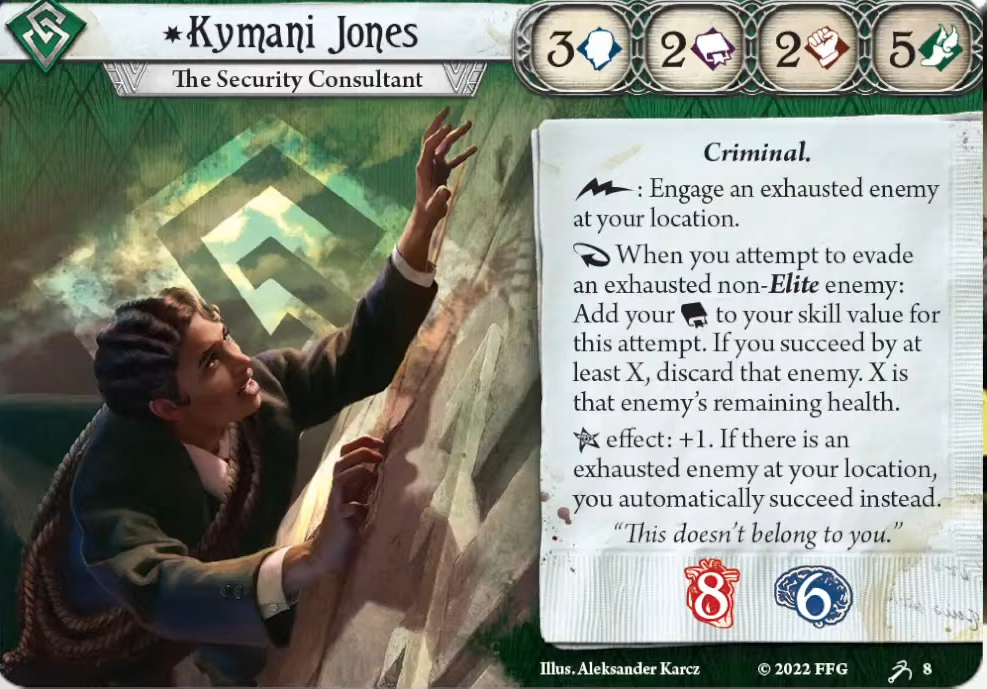 Kymani Jones
The Security Consultant
3 2 2 5
Criminal.
: Engage an exhausted enemy
at your location.
When you attempt to evade
an exhausted non-Elite enemy:
Add your to your skill value for
this attempt. If you succeed by at
least X, discard that enemy. X is
that enemy's remaining health.
effect: +1. If there is an
exhausted enemy at your location,
you automatically succeed instead.
"This doesn't belong to you."
8 6
Illus. Aleksander Karcz © 2022 FFG 8